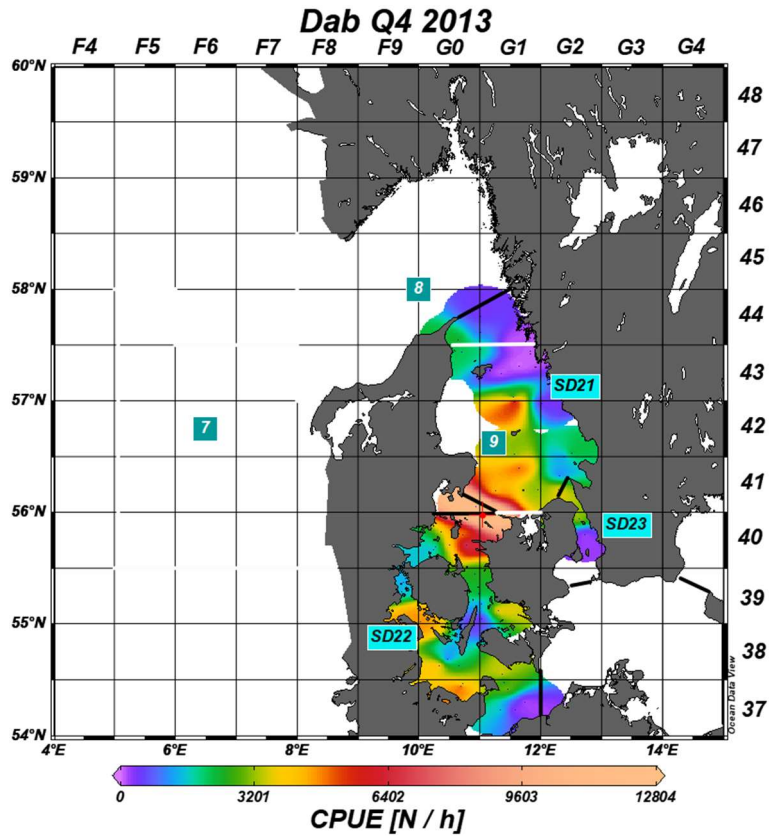 Dab Q4 2013
F4 F5 F6 F7 F8 F9 G0 G1 G2 G3 G4
60°N
48
47
59°N
46
45
58°N
8
44
43
57°N
SD21
7
9
42
41
56°N
SD23
40
39
55°N
SD22
38
37
54°N
4°E 6°E 8°E 10°E 12°E 14°E
Ocean Data View
0 3201 6402 9603 12804
CPUE [N / h]